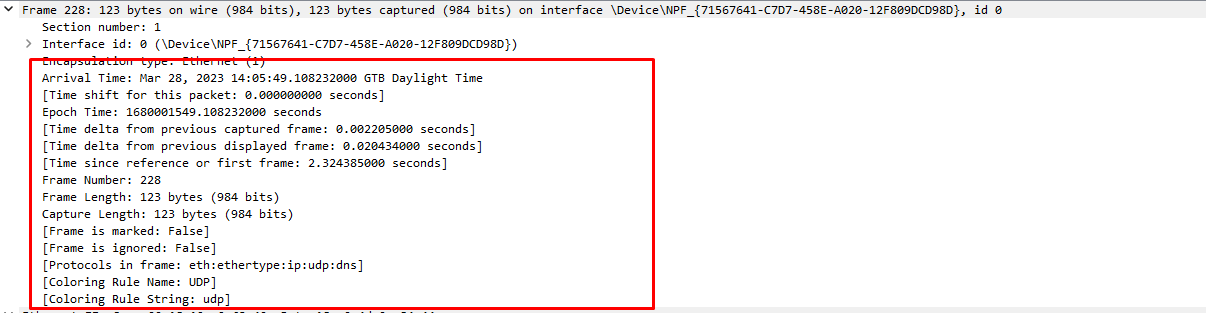 Frame 228: 123 bytes on wire (984 bits), 123 bytes captured (984 bits) on interface \Device\NPF_{71567641-C7D7-458E-A020-12F809DCD98D}, id 0
Section number: 1
Interface id: 0 (\Device\NPF_{71567641-C7D7-458E-A020-12F809DCD98D})
Encapsulation type: Ethernet (1)
Arrival Time: Mar 28, 2023 14:05:49.108232000 GTB Daylight Time
[Time shift for this packet: 0.000000000 seconds]
Epoch Time: 1680001549.108232000 seconds
[Time delta from previous captured frame: 0.002205000 seconds]
[Time delta from previous displayed frame: 0.020434000 seconds]
[Time since reference or first frame: 2.324385000 seconds]
Frame Number: 228
Frame Length: 123 bytes (984 bits)
Capture Length: 123 bytes (984 bits)
[Frame is marked: False]
[Frame is ignored: False]
[Protocols in frame: eth:ethertype:ip:udp:dns]
[Coloring Rule Name: UDP]
[Coloring Rule String: udp]